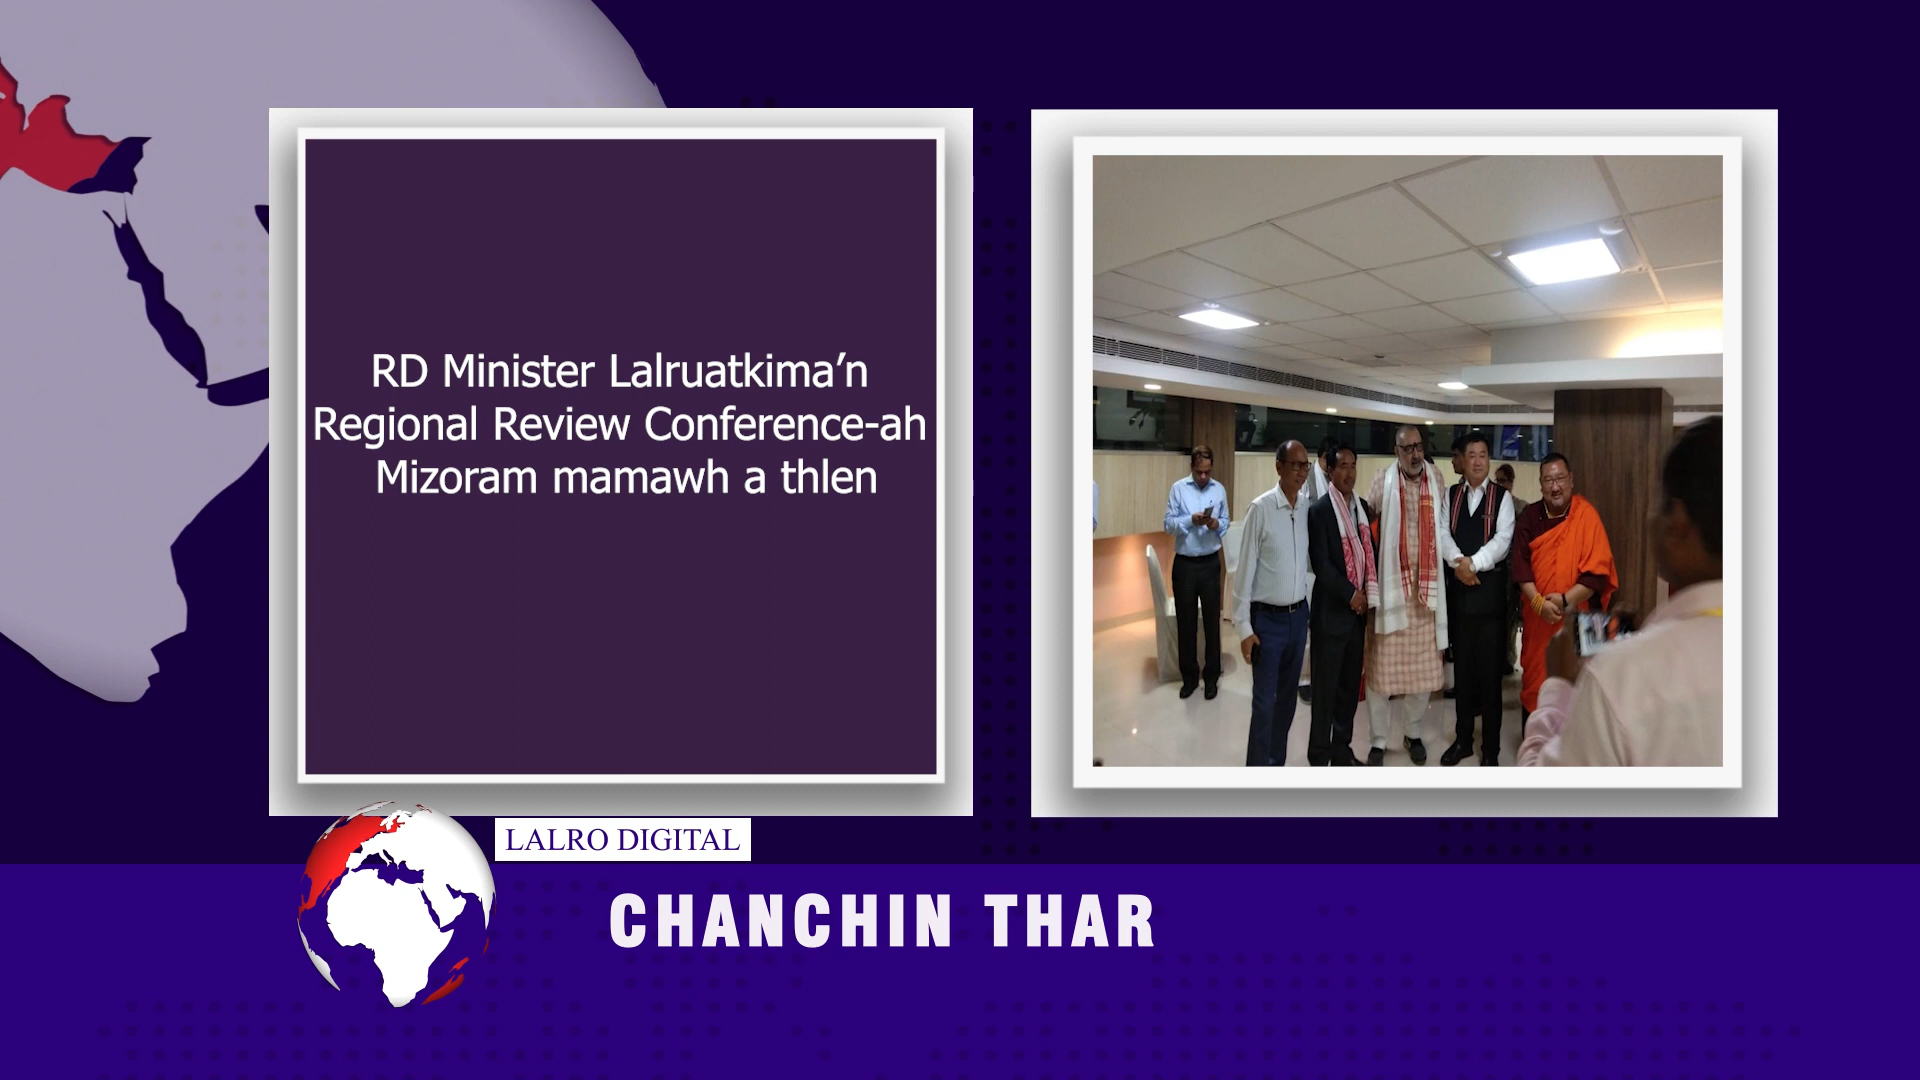 RD Minister Lalruatkima’n
Regional Review Conference-ah
Mizoram mamawh a thlen
LALRO DIGITAL
CHANCHIN THAR